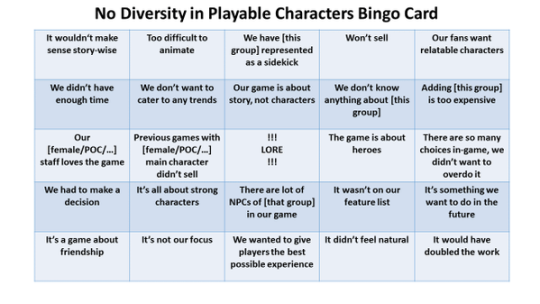 No Diversity in Playable Characters Bingo Card
It wouldn't make
sense story-wise
Too difficult to
animate
We have [this
group] represented
as a sidekick
Won't sell
Our fans want
relatable characters
We didn't have
enough time
We don't want to
cater to any trends
Our game is about
story, not characters
We don't know
anything about [this
group]
Adding [this group]
is too expensive
Our
[female/POC/...]
staff loves the game
Previous games with
[female/POC/...]
main character
didn't sell
!!!
LORE
!!!
The game is about
heroes
There are so many
choices in-game, we
didn't want to
overdo it
We had to make a
decision
It's all about strong
characters
There are lot of
NPCs of [that group]
in our game
It wasn't on our
feature list
It's something we
want to do in the
future
It's a game about
friendship
It's not our focus
We wanted to give
players the best
possible experience
It didn't feel natural
It would have
doubled the work